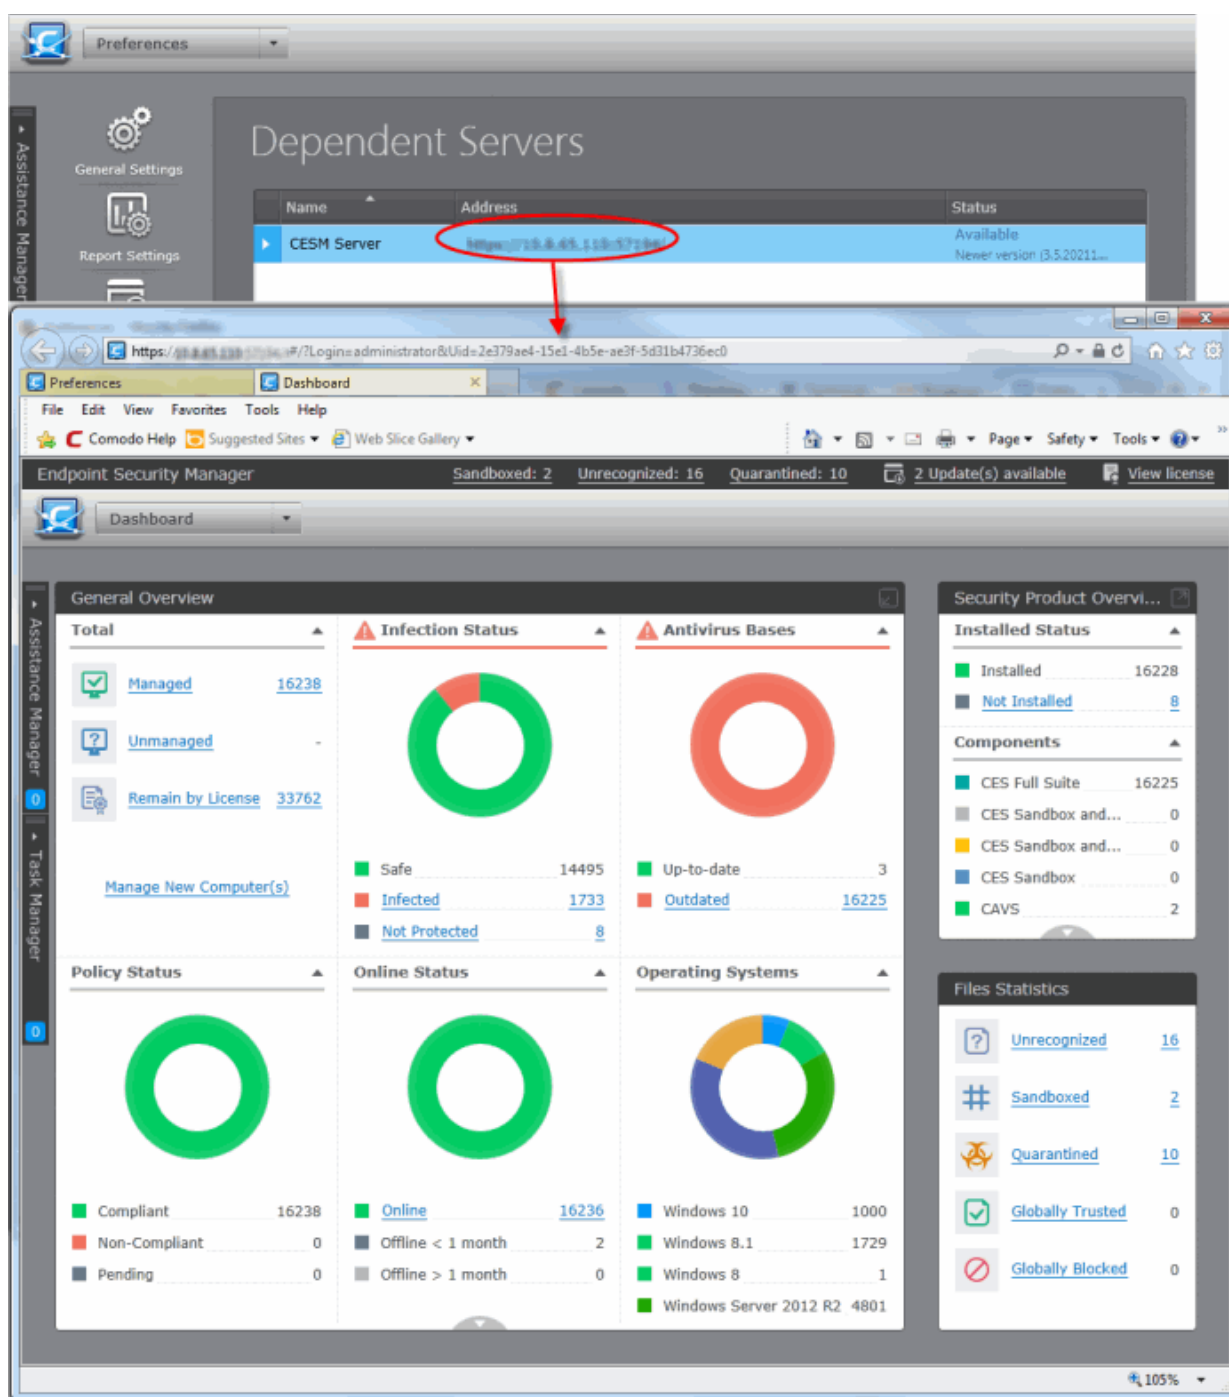 Preferences
Assistance Manager
General Settings
Report Settings
Dependent Servers
Name Address Status
CESM Server Available
Newer version (3.5.20211...
https:/ #/?Login=administrator&Uid=2e379ae4-15e1-4b5e-ae3f-5d31b4736ec0
Preferences Dashboard
File Edit View Favorites Tools Help
Comodo Help Suggested Sites Web Slice Gallery Page Safety Tools
Endpoint Security Manager Sandboxed: 2 Unrecognized: 16 Quarantined: 10 2 Update(s) available View license
Dashboard
Assistance Manager
0
Task Manager
0
General Overview
Total
Managed 16238
Unmanaged -
Remain by License 33762
Manage New Computer(s)
Infection Status
Safe 14495
Infected 1733
Not Protected 8
Antivirus Bases
Up-to-date 3
Outdated 16225
Policy Status
Compliant 16238
Non-Compliant 0
Pending 0
Online Status
Online 16236
Offline < 1 month 2
Offline > 1 month 0
Operating Systems
Windows 10 1000
Windows 8.1 1729
Windows 8 1
Windows Server 2012 R2 4801
Security Product Overvi...
Installed Status
Installed 16228
Not Installed 8
Components
CES Full Suite 16225
CES Sandbox and... 0
CES Sandbox and... 0
CES Sandbox 0
CAVS 2
Files Statistics
Unrecognized 16
Sandboxed 2
Quarantined 10
Globally Trusted 0
Globally Blocked 0
105%